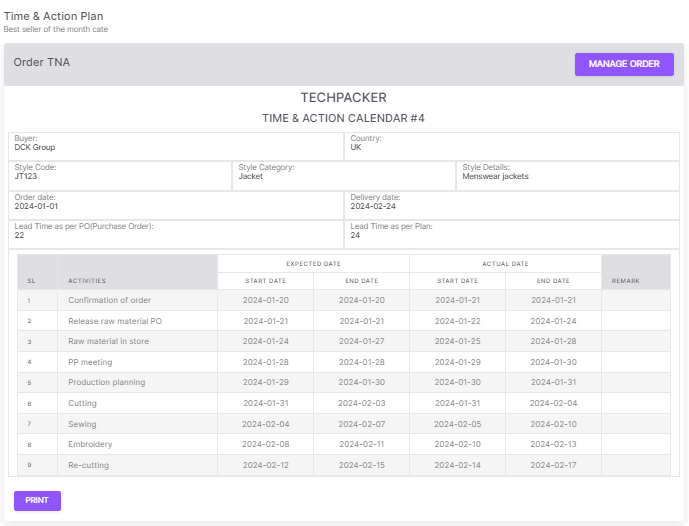 Time & Action Plan
Best seller of the month cate
Order TNA
MANAGE ORDER
TECHPACKER
TIME & ACTION CALENDAR #4
Buyer: Country:
DCK Group UK
Style Code: Style Category: Style Details:
JT123 Jacket Menswear jackets
Order date: Delivery date:
2024-01-01 2024-02-24
Lead Time as per PO(Purchase Order): Lead Time as per Plan:
22 24
EXPECTED DATE ACTUAL DATE
SL ACTIVITIES START DATE END DATE START DATE END DATE REMARK
1 Confirmation of order 2024-01-20 2024-01-20 2024-01-21 2024-01-21
2 Release raw material PO 2024-01-21 2024-01-21 2024-01-22 2024-01-24
3 Raw material in store 2024-01-24 2024-01-27 2024-01-25 2024-01-28
4 PP meeting 2024-01-28 2024-01-28 2024-01-29 2024-01-30
5 Production planning 2024-01-29 2024-01-30 2024-01-30 2024-01-31
6 Cutting 2024-01-31 2024-02-03 2024-01-31 2024-02-04
7 Sewing 2024-02-04 2024-02-07 2024-02-05 2024-02-10
8 Embroidery 2024-02-08 2024-02-11 2024-02-10 2024-02-13
9 Re-cutting 2024-02-12 2024-02-15 2024-02-14 2024-02-17
PRINT